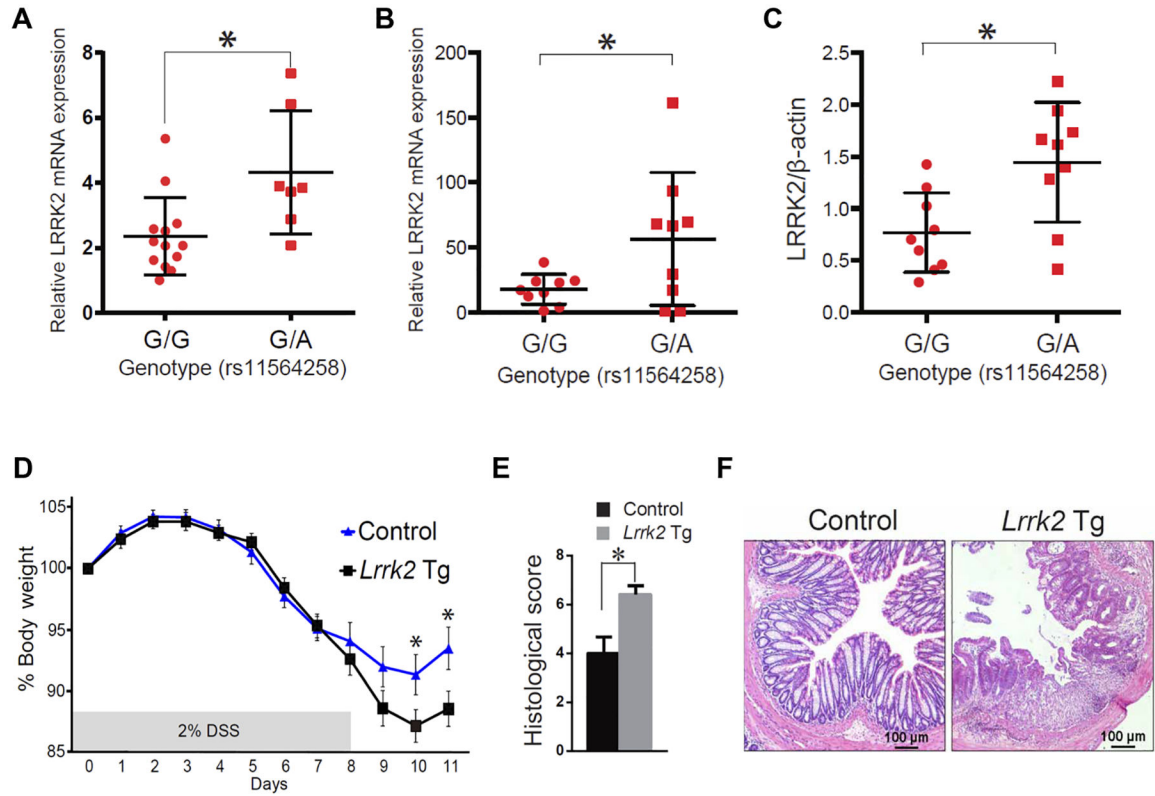 A
*
8
6
4
2
0
Relative LRRK2 mRNA expression
G/G G/A
Genotype (rs11564258)
B
*
200
150
100
50
0
Relative LRRK2 mRNA expression
G/G G/A
Genotype (rs11564258)
C
*
2.5
2.0
1.5
1.0
0.5
0.0
LRRK2/β-actin
G/G G/A
Genotype (rs11564258)
D
105
100
95
90
85
% Body weight
Control
Lrrk2 Tg
* *
2% DSS
0 1 2 3 4 5 6 7 8 9 10 11
Days
E
Control
Lrrk2 Tg
*
8
6
4
2
0
Histological score
F
Control Lrrk2 Tg
100 µm 100 µm